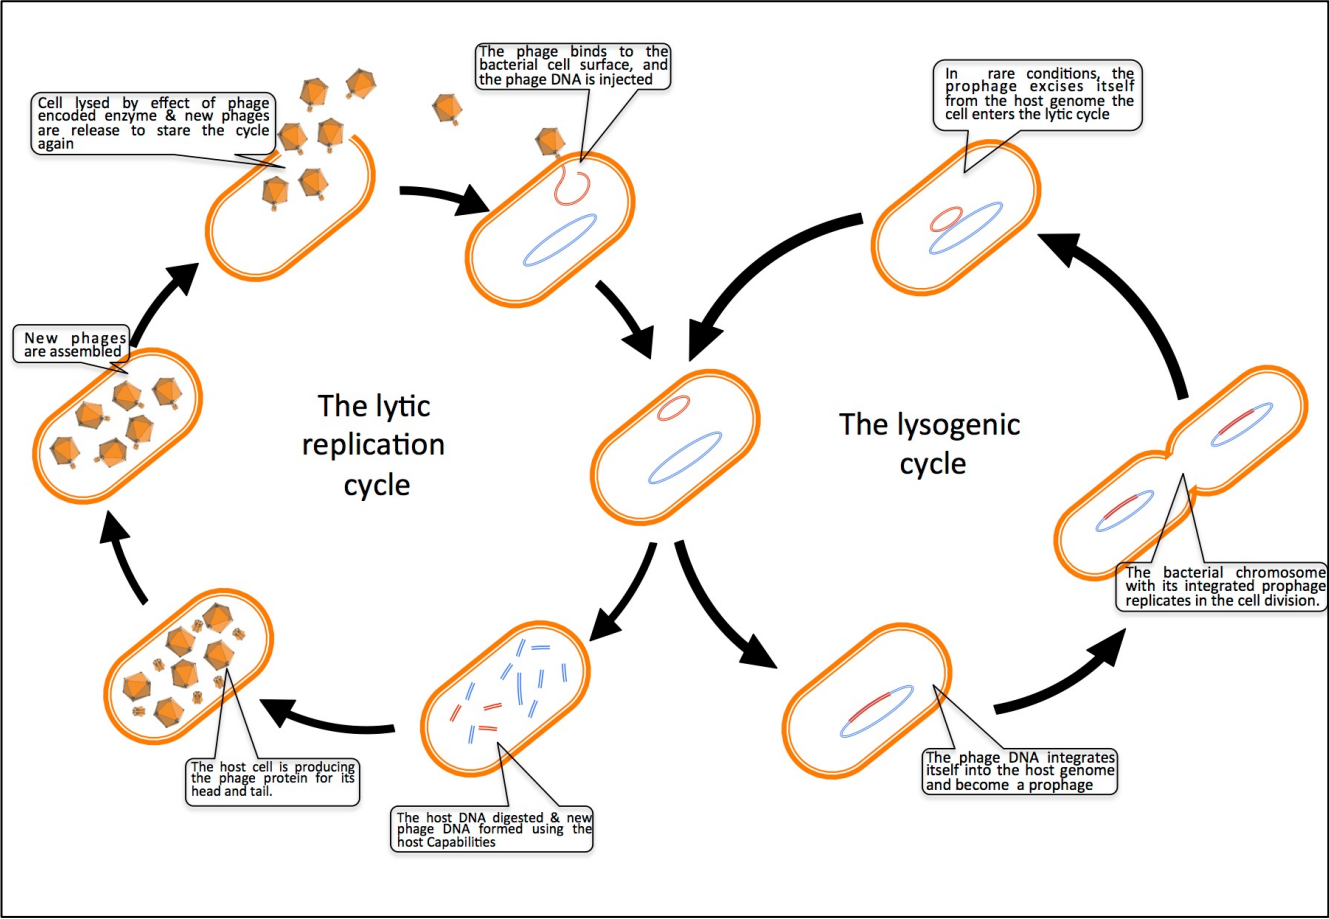 The phage binds to the
bacterial cell surface, and
the phage DNA is injected
In rare conditions, the
prophage excises itself
from the host genome the
cell enters the lytic cycle
Cell lysed by effect of phage
encoded enzyme & new phages
are release to stare the cycle
again
New phages
are assembled
The lytic
replication
cycle
The lysogenic
cycle
The bacterial chromosome
with its integrated prophage
replicates in the cell division.
The host cell is producing
the phage protein for its
head and tail.
The phage DNA integrates
itself into the host genome
and become a prophage
The host DNA digested & new
phage DNA formed using the
host Capabilities